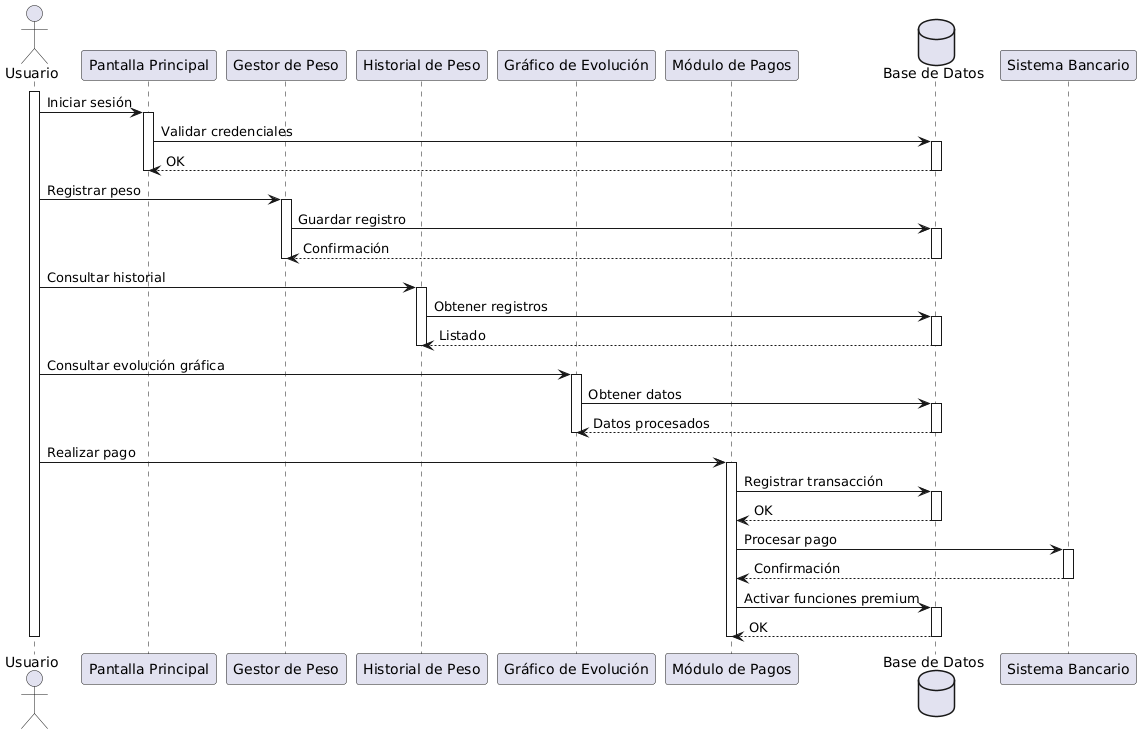 Usuario
Pantalla Principal
Gestor de Peso
Historial de Peso
Gráfico de Evolución
Módulo de Pagos
Base de Datos
Sistema Bancario
Iniciar sesión
Validar credenciales
OK
Registrar peso
Guardar registro
Confirmación
Consultar historial
Obtener registros
Listado
Consultar evolución gráfica
Obtener datos
Datos procesados
Realizar pago
Registrar transacción
OK
Procesar pago
Confirmación
Activar funciones premium
OK
Usuario
Pantalla Principal
Gestor de Peso
Historial de Peso
Gráfico de Evolución
Módulo de Pagos
Base de Datos
Sistema Bancario